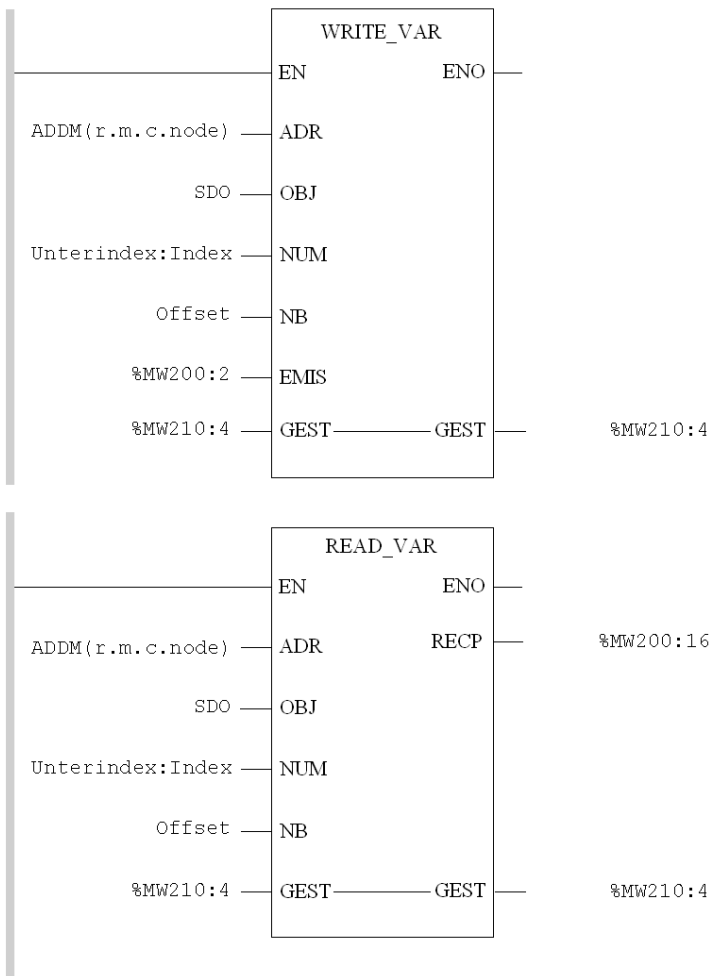 WRITE_VAR
EN ENO
ADDM(r.m.c.node) ADR
SDO OBJ
Unterindex:Index NUM
Offset NB
%MW200:2 EMIS
%MW210:4 GEST GEST %MW210:4
READ_VAR
EN ENO
ADDM(r.m.c.node) ADR RECP %MW200:16
SDO OBJ
Unterindex:Index NUM
Offset NB
%MW210:4 GEST GEST %MW210:4